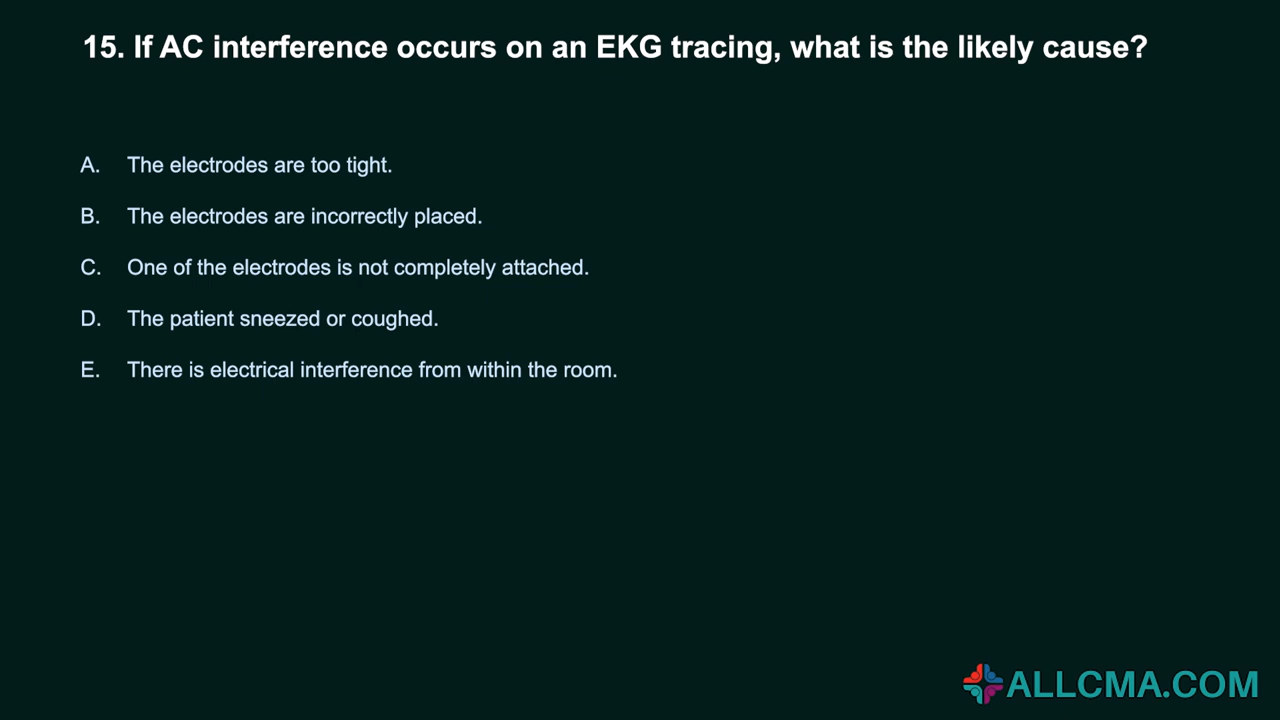 15. If AC interference occurs on an EKG tracing, what is the likely cause?
A. The electrodes are too tight.
B. The electrodes are incorrectly placed.
C. One of the electrodes is not completely attached.
D. The patient sneezed or coughed.
E. There is electrical interference from within the room.
ALLCMA.COM